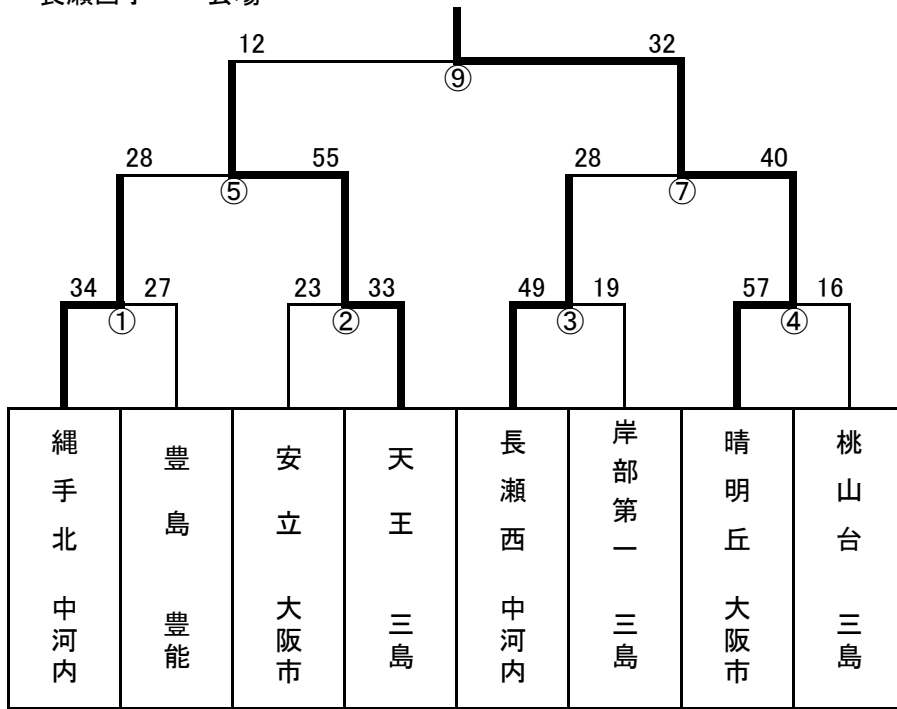 12 32
⑨
28 55 28 40
⑤ ⑦
34 27 23 33 49 19 57 16
① ② ③ ④
縄手北 中河内
豊島 豊能
安立 大阪市
天王 三島
長瀬西 中河内
岸部第一 三島
晴明丘 大阪市
桃山台 三島